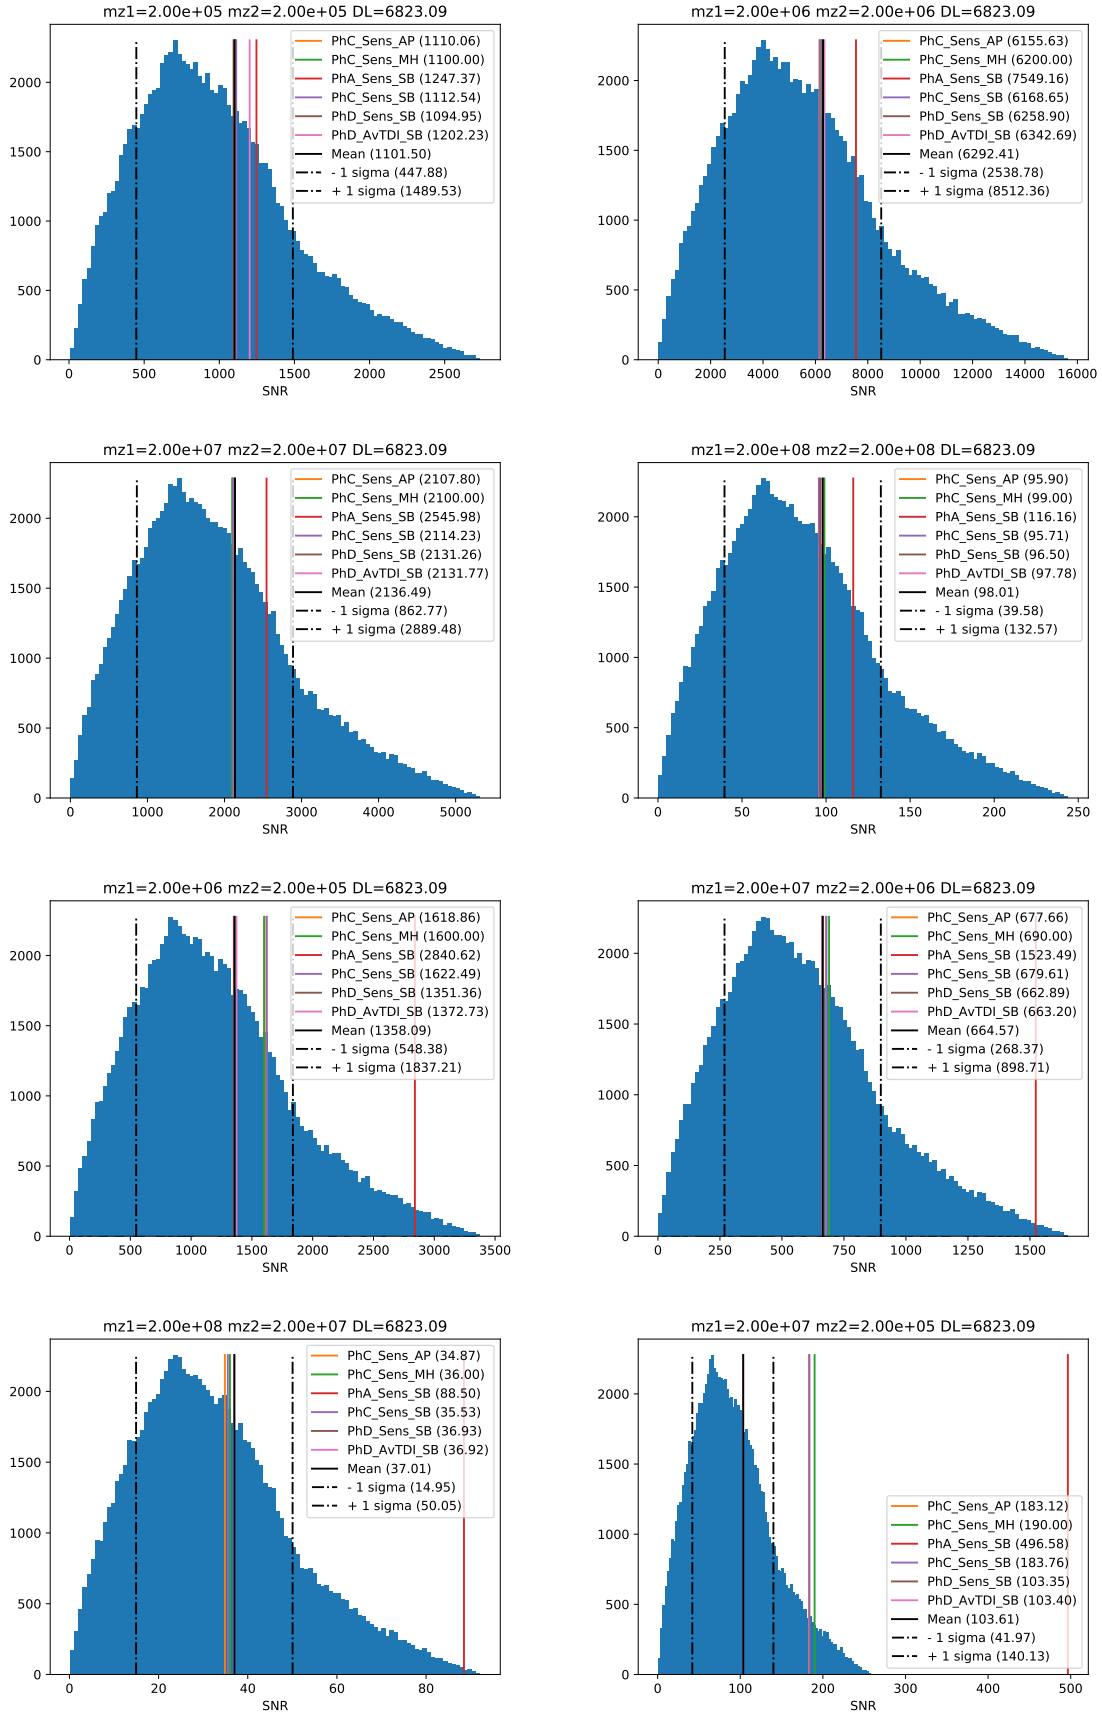 mz1=2.00e+05 mz2=2.00e+05 DL=6823.09
PhC_Sens_AP (1110.06)
PhC_Sens_MH (1100.00)
PhA_Sens_SB (1247.37)
PhC_Sens_SB (1112.54)
PhD_Sens_SB (1094.95)
PhD_AvTDI_SB (1202.23)
Mean (1101.50)
- 1 sigma (447.88)
+ 1 sigma (1489.53)
2000
1500
1000
500
0
0 500 1000 1500 2000 2500
SNR
mz1=2.00e+06 mz2=2.00e+06 DL=6823.09
PhC_Sens_AP (6155.63)
PhC_Sens_MH (6200.00)
PhA_Sens_SB (7549.16)
PhC_Sens_SB (6168.65)
PhD_Sens_SB (6258.90)
PhD_AvTDI_SB (6342.69)
Mean (6292.41)
- 1 sigma (2538.78)
+ 1 sigma (8512.36)
2000
1500
1000
500
0
0 2000 4000 6000 8000 10000 12000 14000 16000
SNR
mz1=2.00e+07 mz2=2.00e+07 DL=6823.09
PhC_Sens_AP (2107.80)
PhC_Sens_MH (2100.00)
PhA_Sens_SB (2545.98)
PhC_Sens_SB (2114.23)
PhD_Sens_SB (2131.26)
PhD_AvTDI_SB (2131.77)
Mean (2136.49)
- 1 sigma (862.77)
+ 1 sigma (2889.48)
2000
1500
1000
500
0
0 1000 2000 3000 4000 5000
SNR
mz1=2.00e+08 mz2=2.00e+08 DL=6823.09
PhC_Sens_AP (95.90)
PhC_Sens_MH (99.00)
PhA_Sens_SB (116.16)
PhC_Sens_SB (95.71)
PhD_Sens_SB (96.50)
PhD_AvTDI_SB (97.78)
Mean (98.01)
- 1 sigma (39.58)
+ 1 sigma (132.57)
2000
1500
1000
500
0
0 50 100 150 200 250
SNR
mz1=2.00e+06 mz2=2.00e+05 DL=6823.09
PhC_Sens_AP (1618.86)
PhC_Sens_MH (1600.00)
PhA_Sens_SB (2840.62)
PhC_Sens_SB (1622.49)
PhD_Sens_SB (1351.36)
PhD_AvTDI_SB (1372.73)
Mean (1358.09)
- 1 sigma (548.38)
+ 1 sigma (1837.21)
2000
1500
1000
500
0
0 500 1000 1500 2000 2500 3000 3500
SNR
mz1=2.00e+07 mz2=2.00e+06 DL=6823.09
PhC_Sens_AP (677.66)
PhC_Sens_MH (690.00)
PhA_Sens_SB (1523.49)
PhC_Sens_SB (679.61)
PhD_Sens_SB (662.89)
PhD_AvTDI_SB (663.20)
Mean (664.57)
- 1 sigma (268.37)
+ 1 sigma (898.71)
2000
1500
1000
500
0
0 250 500 750 1000 1250 1500
SNR
mz1=2.00e+08 mz2=2.00e+07 DL=6823.09
PhC_Sens_AP (34.87)
PhC_Sens_MH (36.00)
PhA_Sens_SB (88.50)
PhC_Sens_SB (35.53)
PhD_Sens_SB (36.93)
PhD_AvTDI_SB (36.92)
Mean (37.01)
- 1 sigma (14.95)
+ 1 sigma (50.05)
2000
1500
1000
500
0
0 20 40 60 80
SNR
mz1=2.00e+07 mz2=2.00e+05 DL=6823.09
2000
1500
1000
500
0
PhC_Sens_AP (183.12)
PhC_Sens_MH (190.00)
PhA_Sens_SB (496.58)
PhC_Sens_SB (183.76)
PhD_Sens_SB (103.35)
PhD_AvTDI_SB (103.40)
Mean (103.61)
- 1 sigma (41.97)
+ 1 sigma (140.13)
0 100 200 300 400 500
SNR